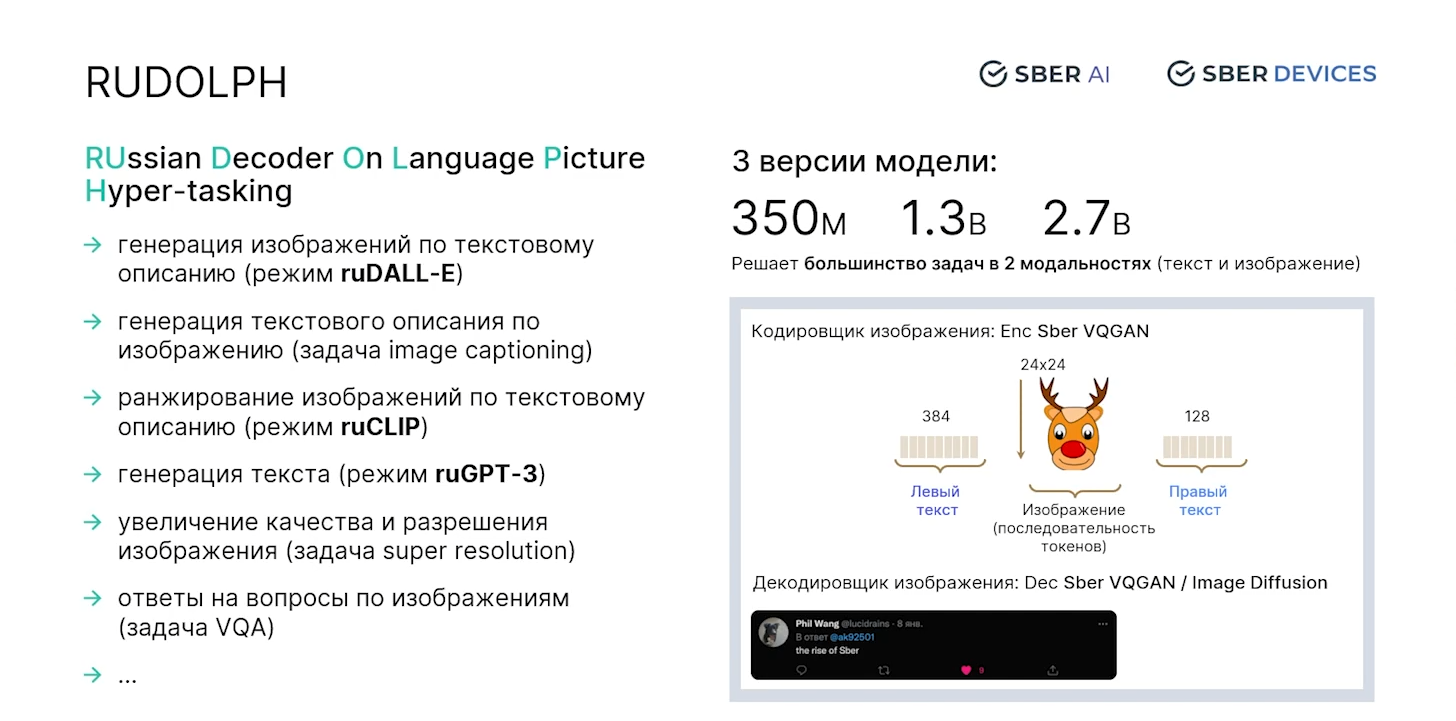 RUDOLPH
SBER AI
SBER DEVICES
RUssian Decoder On Language Picture
Hyper-tasking
→ генерация изображений по текстовому
описанию (режим ruDALL-E)
→ генерация текстового описания по
изображению (задача image captioning)
→ ранжирование изображений по текстовому
описанию (режим ruCLIP)
→ генерация текста (режим ruGPT-3)
→ увеличение качества и разрешения
изображения (задача super resolution)
→ ответы на вопросы по изображениям
(задача VQA)
→ ...
3 версии модели:
350М 1.3В 2.7В
Решает большинство задач в 2 модальностях (текст и изображение)
Кодировщик изображения: Enc Sber VQGAN
24x24
384
128
Левый
текст
Изображение
(последовательность
токенов)
Правый
текст
Декодировщик изображения: Dec Sber VQGAN / Image Diffusion
Phil Wang @lucidrains · 8 янв.
В ответ @ak92501
the rise of Sber
9